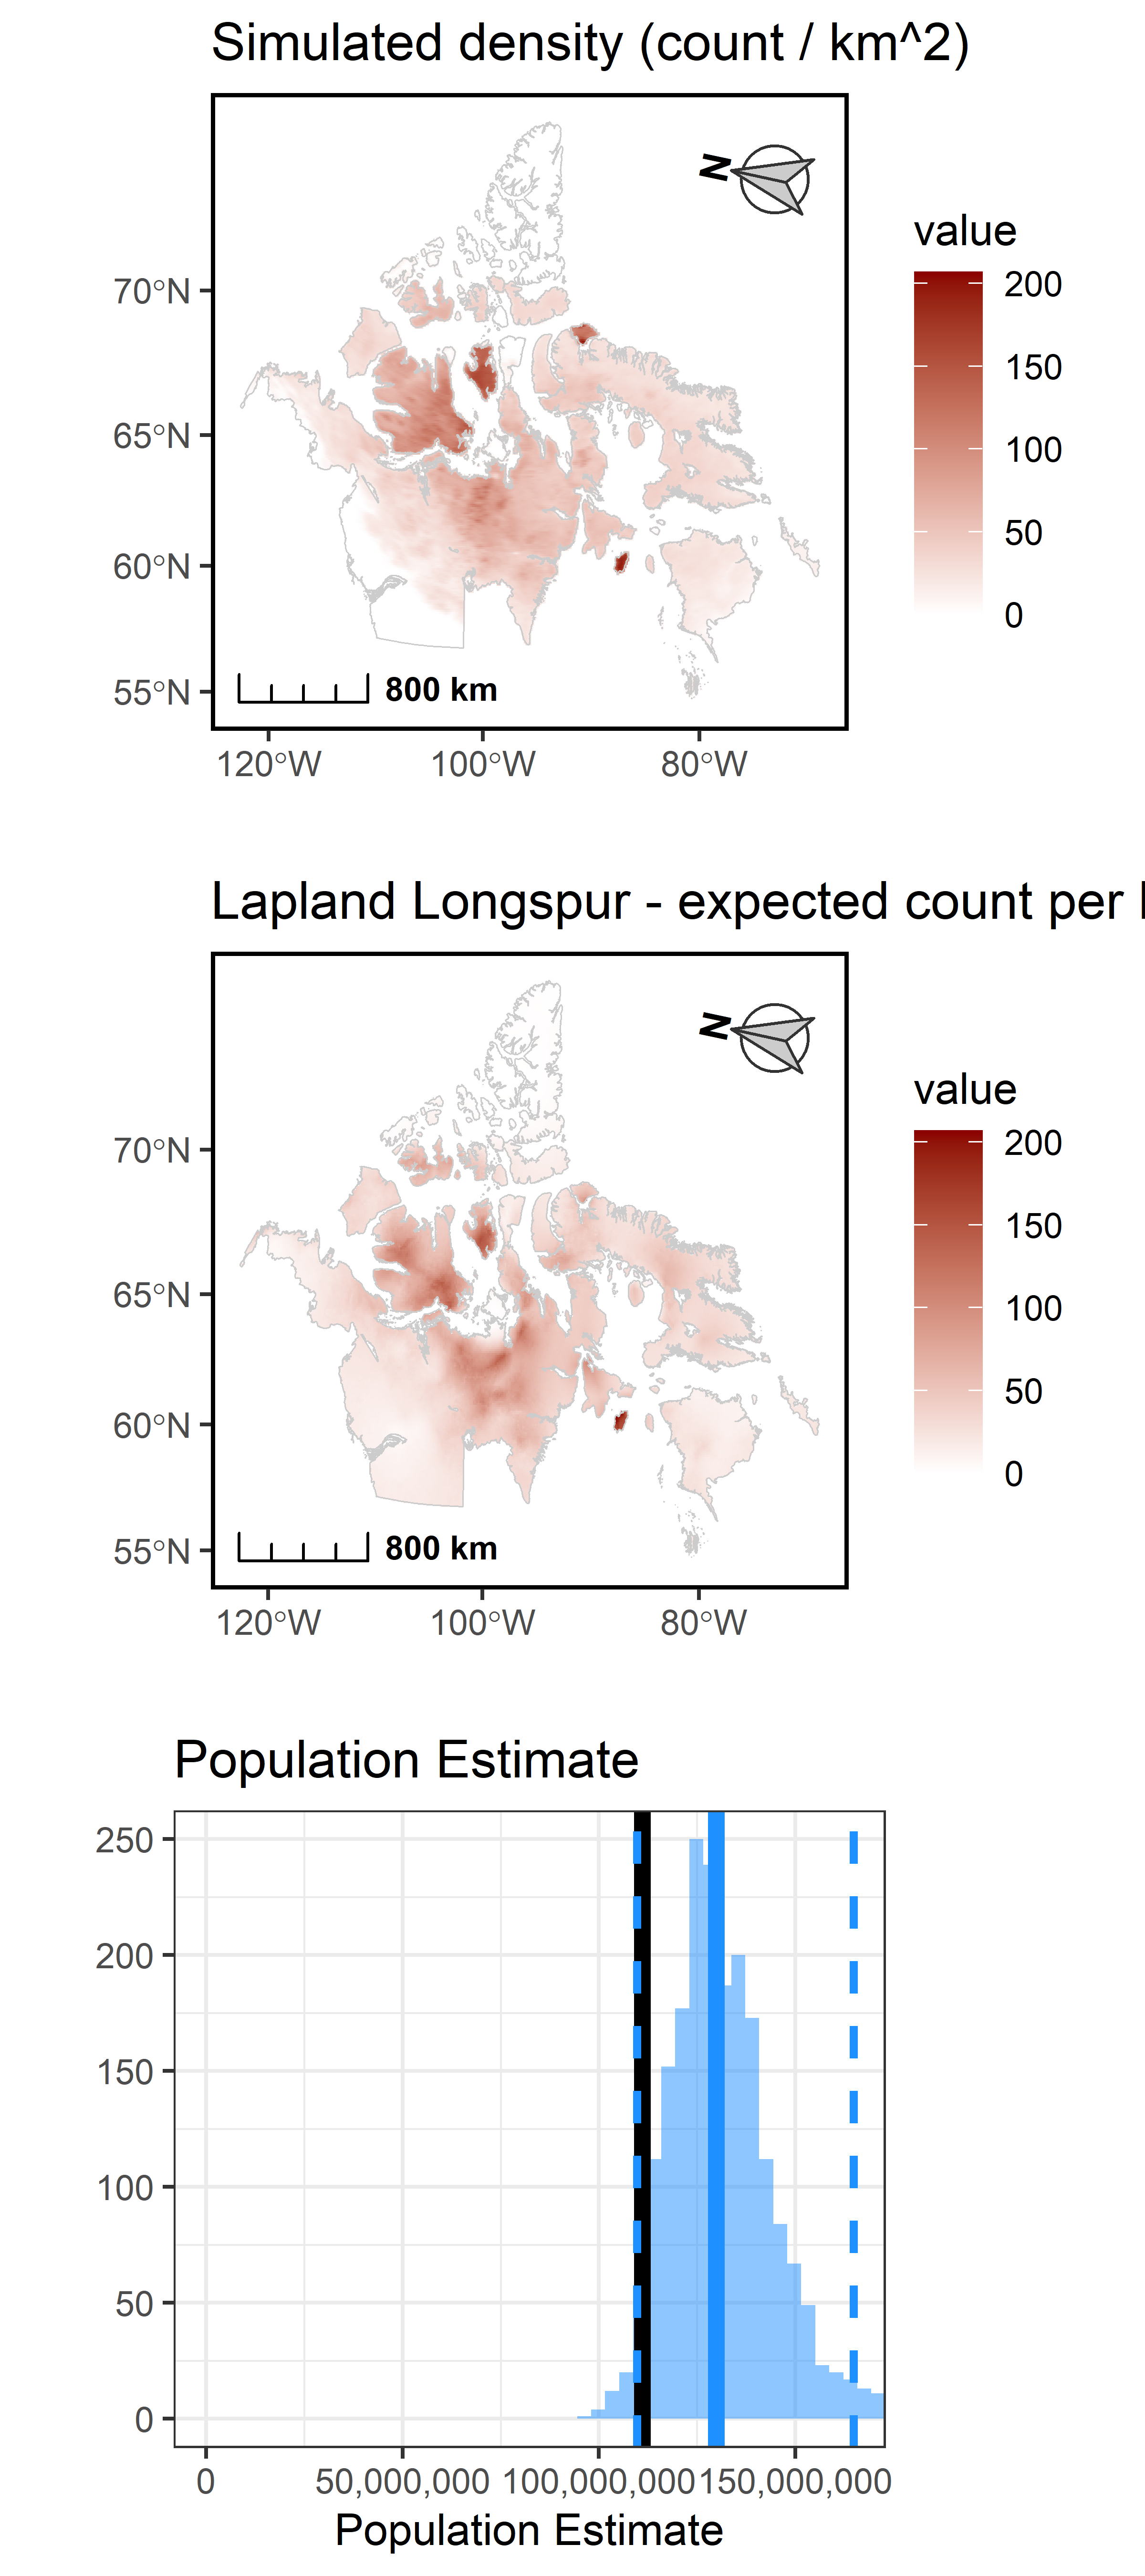 Simulated density (count / km^2)
N
70°N
65°N
60°N
55°N
800 km
120°W 100°W 80°W
value
200
150
100
50
0
Lapland Longspur - expected count per
N
70°N
65°N
60°N
55°N
800 km
120°W 100°W 80°W
value
200
150
100
50
0
Population Estimate
250
200
150
100
50
0
0 50,000,000 100,000,000 150,000,000
Population Estimate